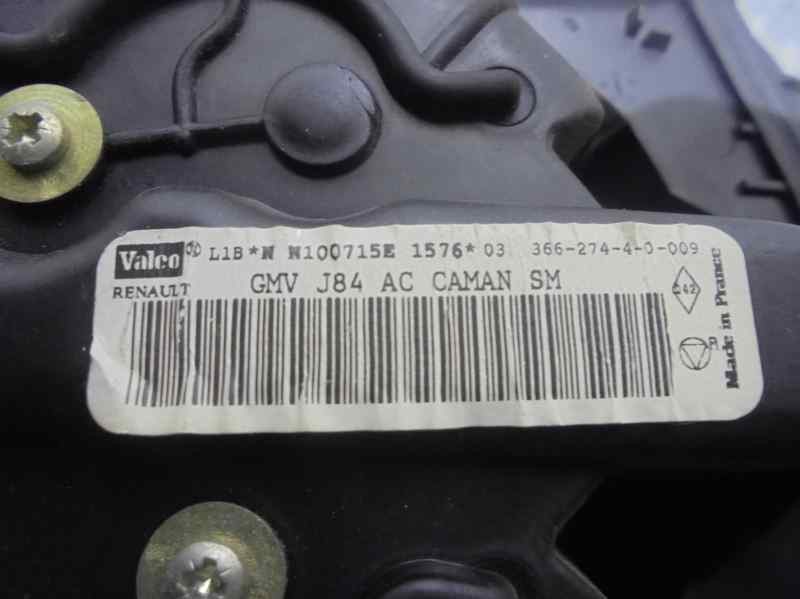 Valeo L1B*N N100715E 1576* 03 366-274-4-0-009
RENAULT GMV J84 AC CAMAN SM
Made in France